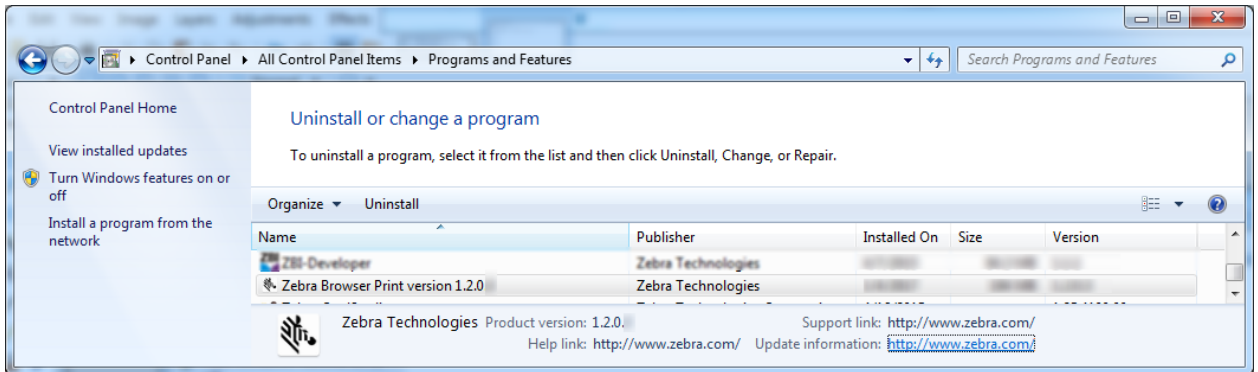 Control Panel ▸ All Control Panel Items ▸ Programs and Features
Search Programs and Features
Control Panel Home
View installed updates
Turn Windows features on or
off
Install a program from the
network
Uninstall or change a program
To uninstall a program, select it from the list and then click Uninstall, Change, or Repair.
Organize Uninstall
Name Publisher Installed On Size Version
ZBI-Developer Zebra Technologies
Zebra Browser Print version 1.2.0 Zebra Technologies
Zebra Technologies Product version: 1.2.0. Support link: http://www.zebra.com/
Help link: http://www.zebra.com/ Update information: http://www.zebra.com/